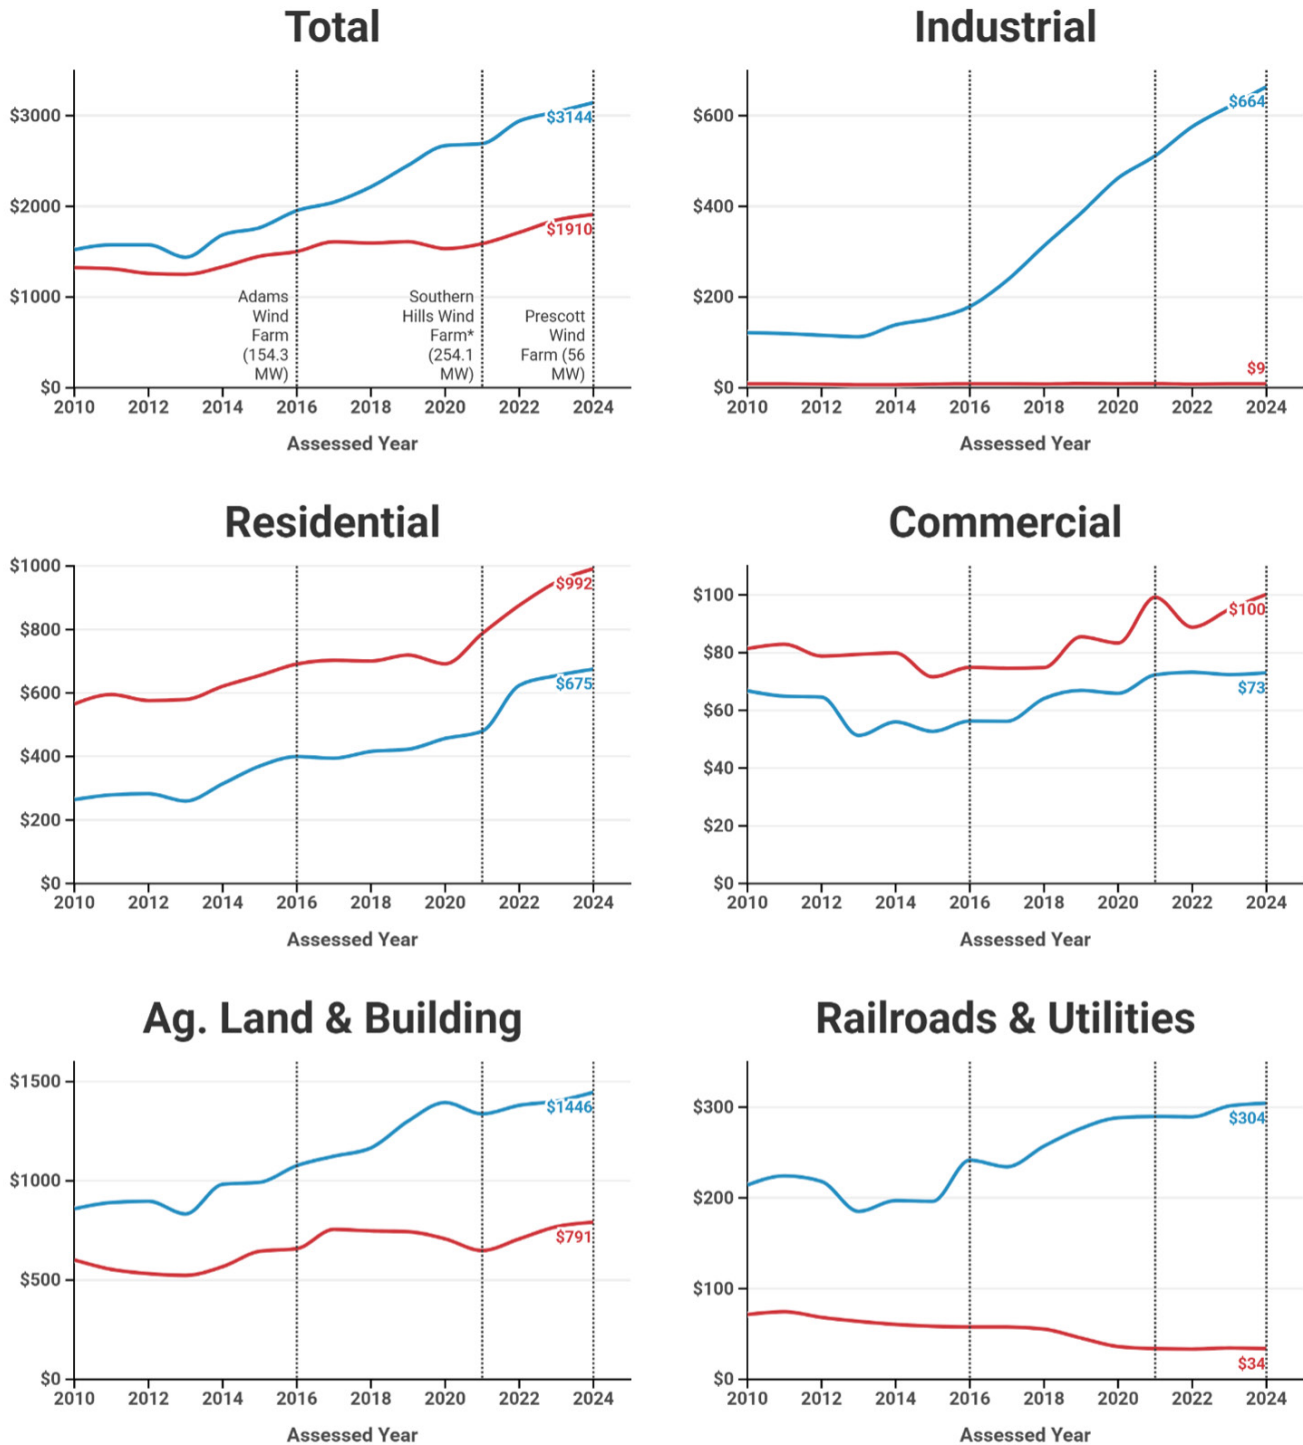 Total
$3000
$2000
$1000
$0
$3144
$1910
Adams
Wind
Farm
(154.3
MW)
Southern
Hills Wind
Farm*
(254.1
MW)
Prescott
Wind
Farm (56
MW)
2010 2012 2014 2016 2018 2020 2022 2024
Assessed Year
Industrial
$600
$400
$200
$0
$664
$9
2010 2012 2014 2016 2018 2020 2022 2024
Assessed Year
Residential
$1000
$800
$600
$400
$200
$0
$992
$675
2010 2012 2014 2016 2018 2020 2022 2024
Assessed Year
Commercial
$100
$80
$60
$40
$20
$0
$100
$73
2010 2012 2014 2016 2018 2020 2022 2024
Assessed Year
Ag. Land & Building
$1500
$1000
$500
$0
$1446
$791
2010 2012 2014 2016 2018 2020 2022 2024
Assessed Year
Railroads & Utilities
$300
$200
$100
$0
$304
$34
2010 2012 2014 2016 2018 2020 2022 2024
Assessed Year